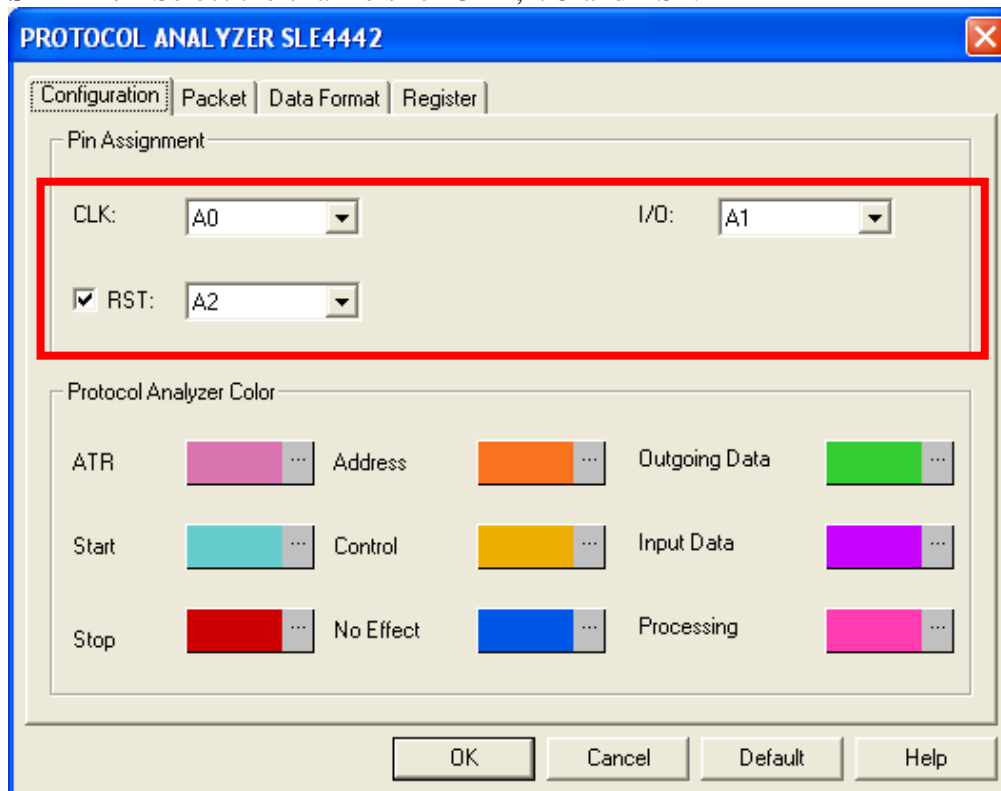 PROTOCOL ANALYZER SLE4442
Configuration Packet Data Format Register
Pin Assignment
CLK: A0 I/O: A1
RST: A2
Protocol Analyzer Color
ATR ... Address ... Outgoing Data ...
Start ... Control ... Input Data ...
Stop ... No Effect ... Processing ...
OK Cancel Default Help